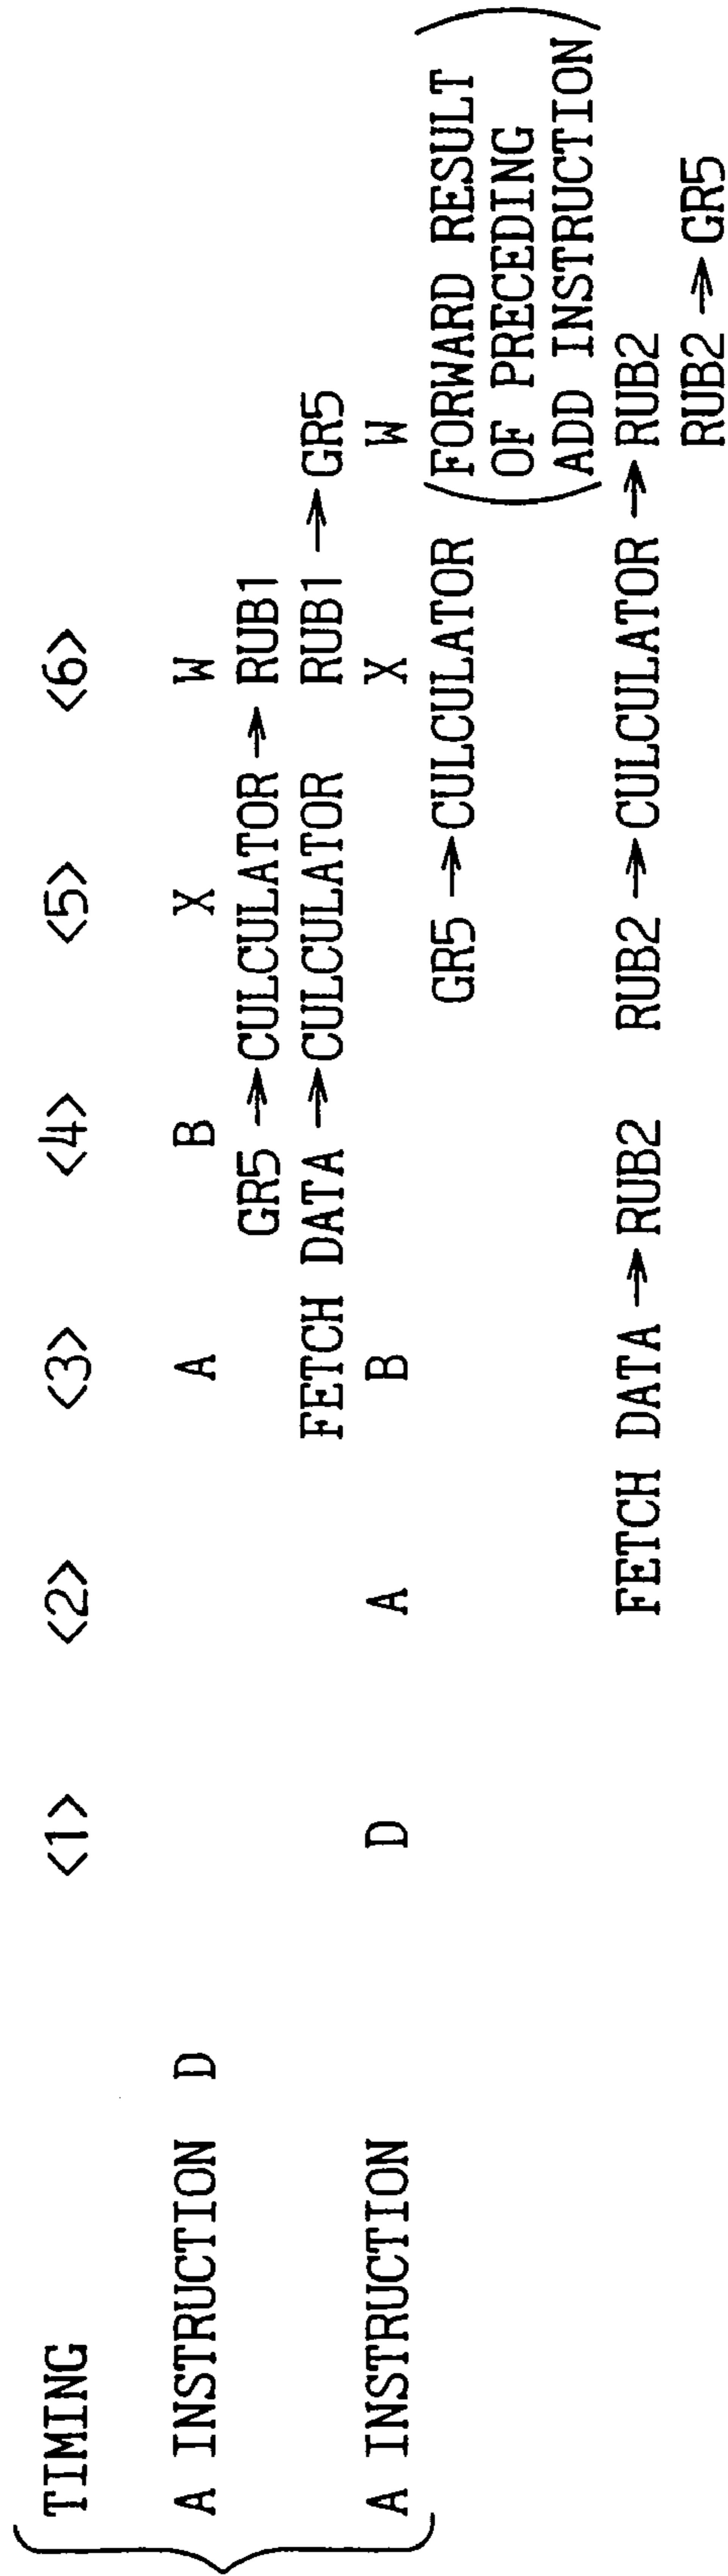 TIMING <1> <2> <3> <4> <5> <6>
A INSTRUCTION D A B X W
GR5 → CULCULATOR → RUB1
FETCH DATA → CULCULATOR RUB1 → GR5
A INSTRUCTION D A B X W
GR5 → CULCULATOR (FORWARD RESULT
OF PRECEDING
ADD INSTRUCTION)
FETCH DATA → RUB2 RUB2 → CULCULATOR → RUB2
RUB2 → GR5